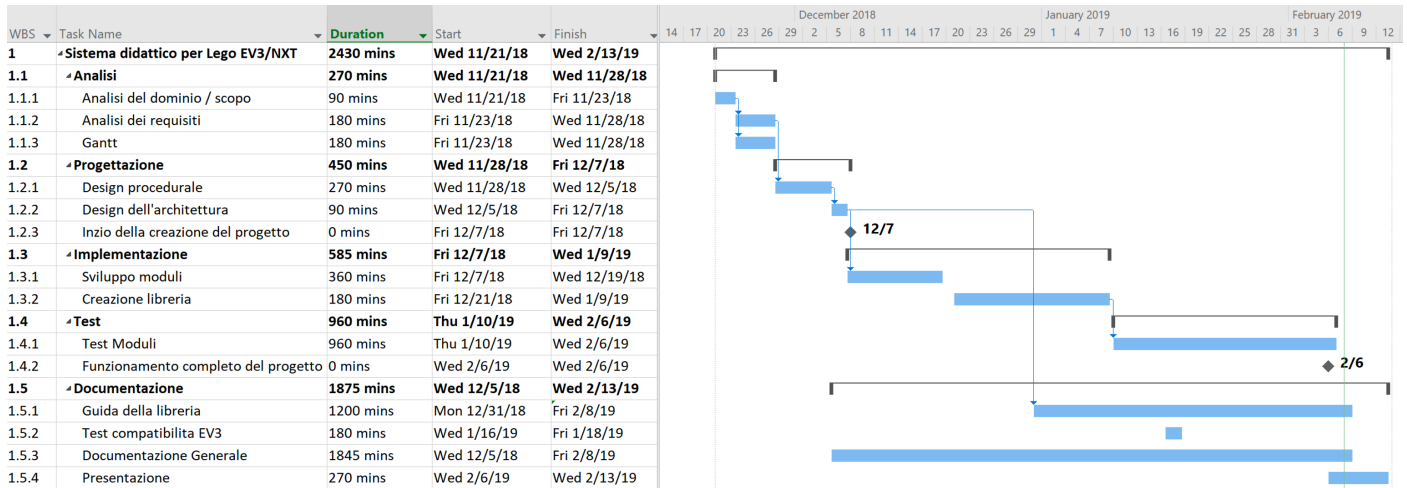 December 2018 January 2019 February 2019
WBS Task Name Duration Start Finish 14 17 20 23 26 29 2 5 8 11 14 17 20 23 26 29 1 4 7 10 13 16 19 22 25 28 31 3 6 9 12
1 Sistema didattico per Lego EV3/NXT 2430 mins Wed 11/21/18 Wed 2/13/19
1.1 Analisi 270 mins Wed 11/21/18 Wed 11/28/18
1.1.1 Analisi del dominio / scopo 90 mins Wed 11/21/18 Fri 11/23/18
1.1.2 Analisi dei requisiti 180 mins Fri 11/23/18 Wed 11/28/18
1.1.3 Gantt 180 mins Fri 11/23/18 Wed 11/28/18
1.2 Progettazione 450 mins Wed 11/28/18 Fri 12/7/18
1.2.1 Design procedurale 270 mins Wed 11/28/18 Wed 12/5/18
1.2.2 Design dell'architettura 90 mins Wed 12/5/18 Fri 12/7/18
1.2.3 Inzio della creazione del progetto 0 mins Fri 12/7/18 Fri 12/7/18 12/7
1.3 Implementazione 585 mins Fri 12/7/18 Wed 1/9/19
1.3.1 Sviluppo moduli 360 mins Fri 12/7/18 Wed 12/19/18
1.3.2 Creazione libreria 180 mins Fri 12/21/18 Wed 1/9/19
1.4 Test 960 mins Thu 1/10/19 Wed 2/6/19
1.4.1 Test Moduli 960 mins Thu 1/10/19 Wed 2/6/19
1.4.2 Funzionamento completo del progetto 0 mins Wed 2/6/19 Wed 2/6/19 2/6
1.5 Documentazione 1875 mins Wed 12/5/18 Wed 2/13/19
1.5.1 Guida della libreria 1200 mins Mon 12/31/18 Fri 2/8/19
1.5.2 Test compatibilita EV3 180 mins Wed 1/16/19 Fri 1/18/19
1.5.3 Documentazione Generale 1845 mins Wed 12/5/18 Fri 2/8/19
1.5.4 Presentazione 270 mins Wed 2/6/19 Wed 2/13/19